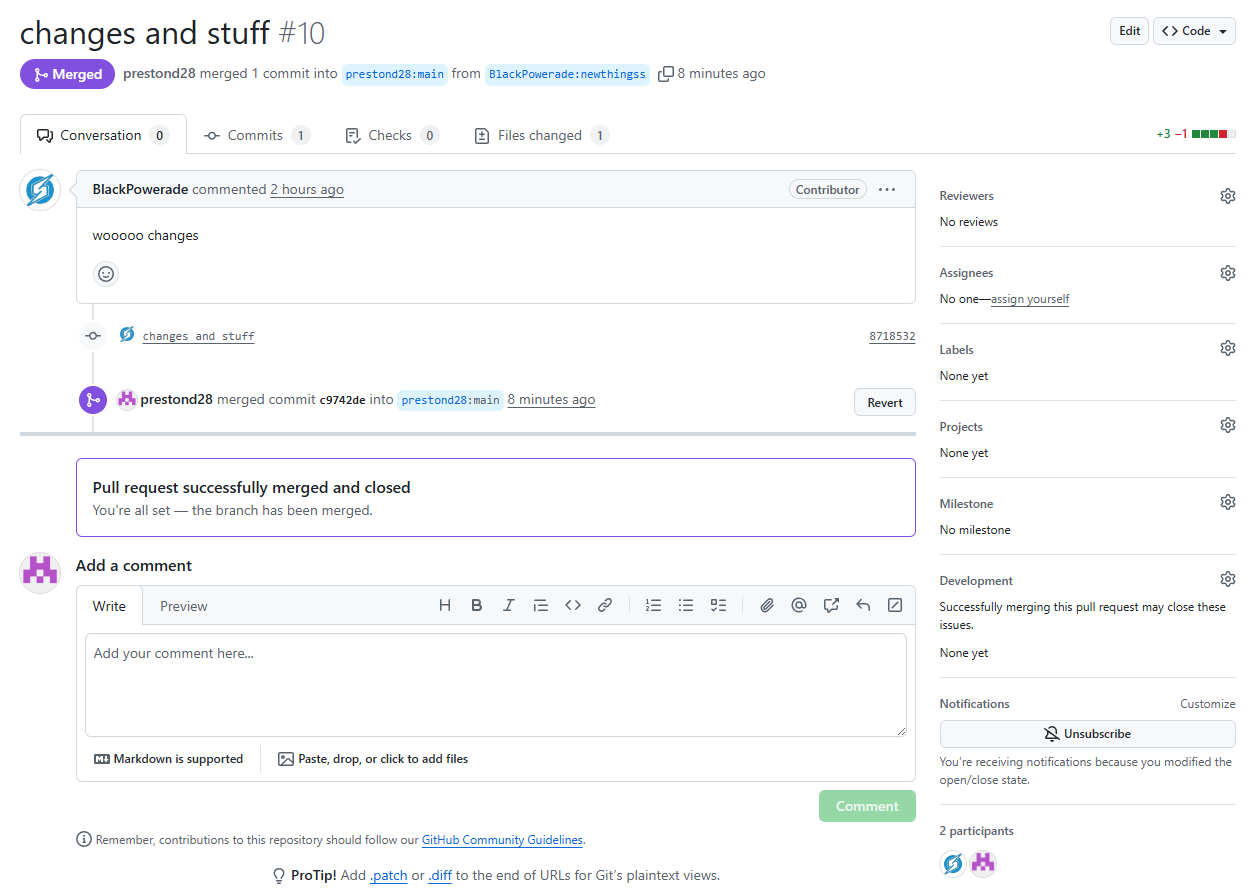 changes and stuff #10
Edit
Code
Merged
prestond28 merged 1 commit into prestond28:main from BlackPowerade:newthingss 8 minutes ago
Conversation 0
Commits 1
Checks 0
Files changed 1
+3 −1
BlackPowerade commented 2 hours ago
Contributor
wooooo changes
changes and stuff
8718532
prestond28 merged commit c9742de into prestond28:main 8 minutes ago
Revert
Pull request successfully merged and closed
You're all set — the branch has been merged.
Add a comment
Write
Preview
Add your comment here...
Markdown is supported
Paste, drop, or click to add files
Comment
Remember, contributions to this repository should follow our GitHub Community Guidelines.
ProTip! Add .patch or .diff to the end of URLs for Git's plaintext views.
Reviewers
No reviews
Assignees
No one—assign yourself
Labels
None yet
Projects
None yet
Milestone
No milestone
Development
Successfully merging this pull request may close these
issues.
None yet
Notifications
Customize
Unsubscribe
You're receiving notifications because you modified the
open/close state.
2 participants